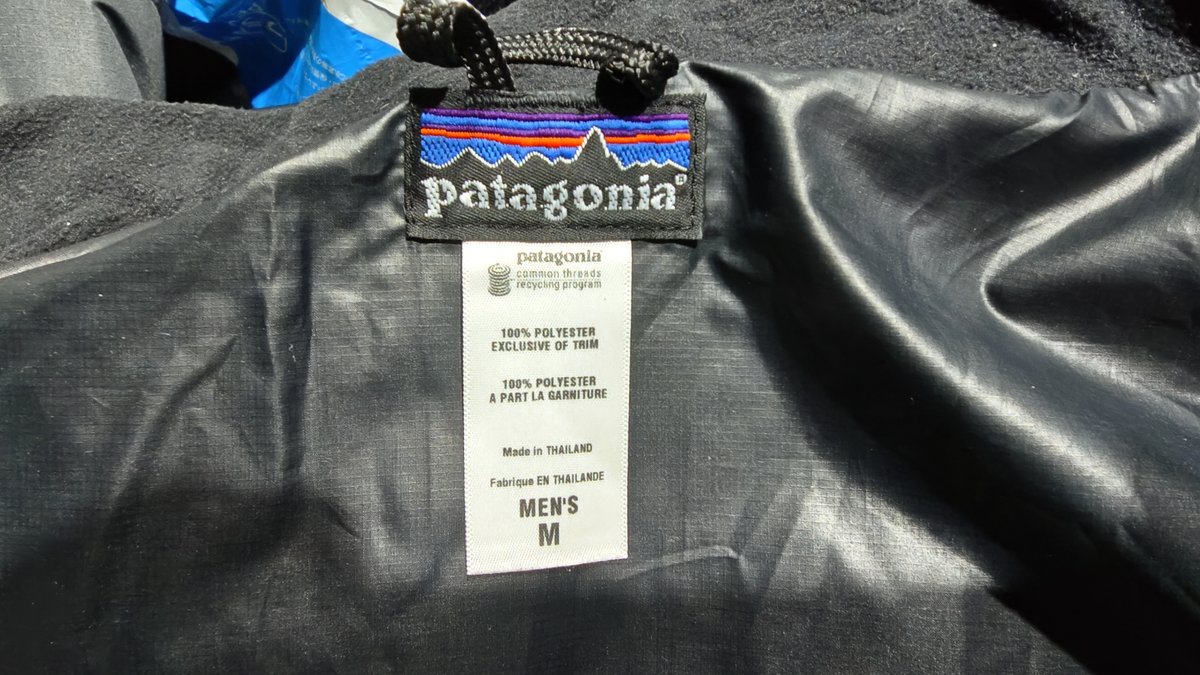 patagonia®
patagonia
common threads
recycling program
100% POLYESTER
EXCLUSIVE OF TRIM
100% POLYESTER
A PART LA GARNITURE
Made in THAILAND
Fabrique EN THAILANDE
MEN'S
M